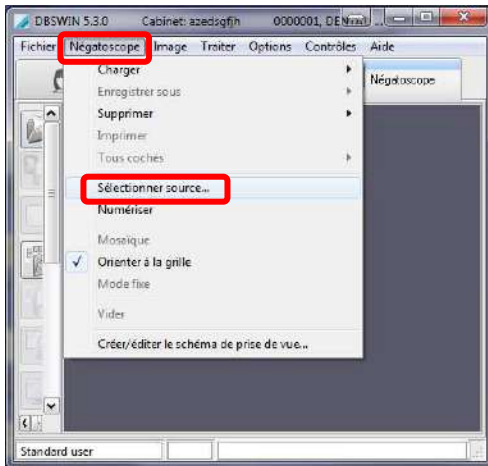 DBSWIN 5.3.0 Cabinet: azedsgfjh 0000001,
Fichier Négatoscope Image Traiter Options Contrôles Aide
Charger
Négatoscope
Enregistrer sous
Supprimer
Imprimer
Tous cochés
Sélectionner source...
Numériser
Mosaïque
Orienter à la grille
Mode fixe
Vider
Créer/éditer le schéma de prise de vue...
Standard user